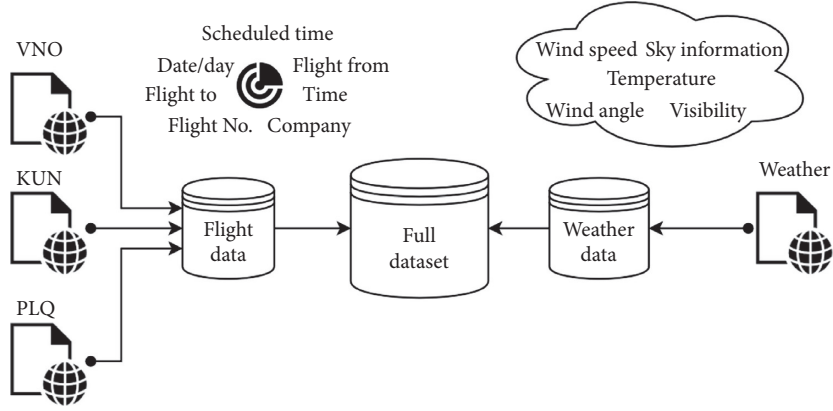 VNO
Scheduled time
Date/day
Flight from
Flight to
Time
Flight No.
Company
Wind speed
Sky information
Temperature
Wind angle
Visibility
KUN
Weather
Flight
data
Full
dataset
Weather
data
PLQ